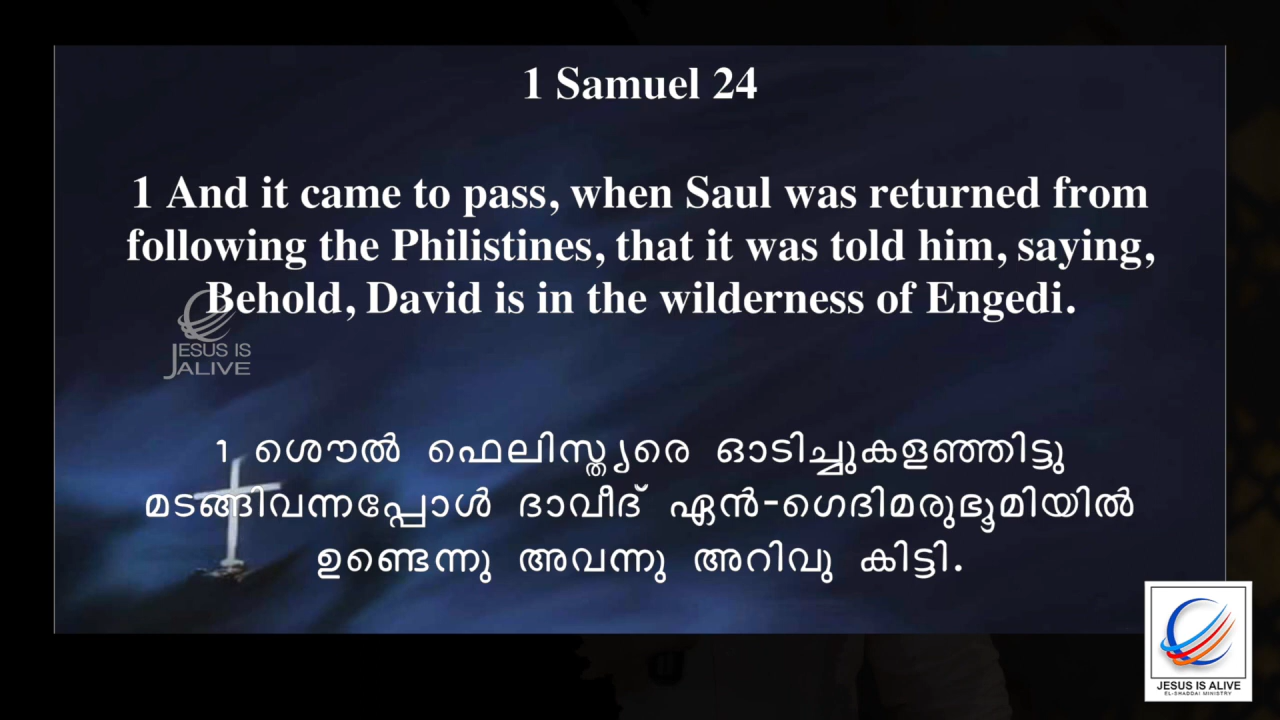 1 Samuel 24
1 And it came to pass, when Saul was returned from
following the Philistines, that it was told him, saying,
Behold, David is in the wilderness of Engedi.
JESUS IS
ALIVE
1 ശൌൽ ഫെലിസ്ത്യരെ ഓടിച്ചുകളഞ്ഞിട്ടു
മടങ്ങിവന്നപ്പോൾ ദാവീദ് ഏൻ-ഗെദിമരുഭൂമിയിൽ
ഉണ്ടെന്നു അവന്നു അറിവു കിട്ടി.
JESUS IS ALIVE
EL-SHADDAI MINISTRY